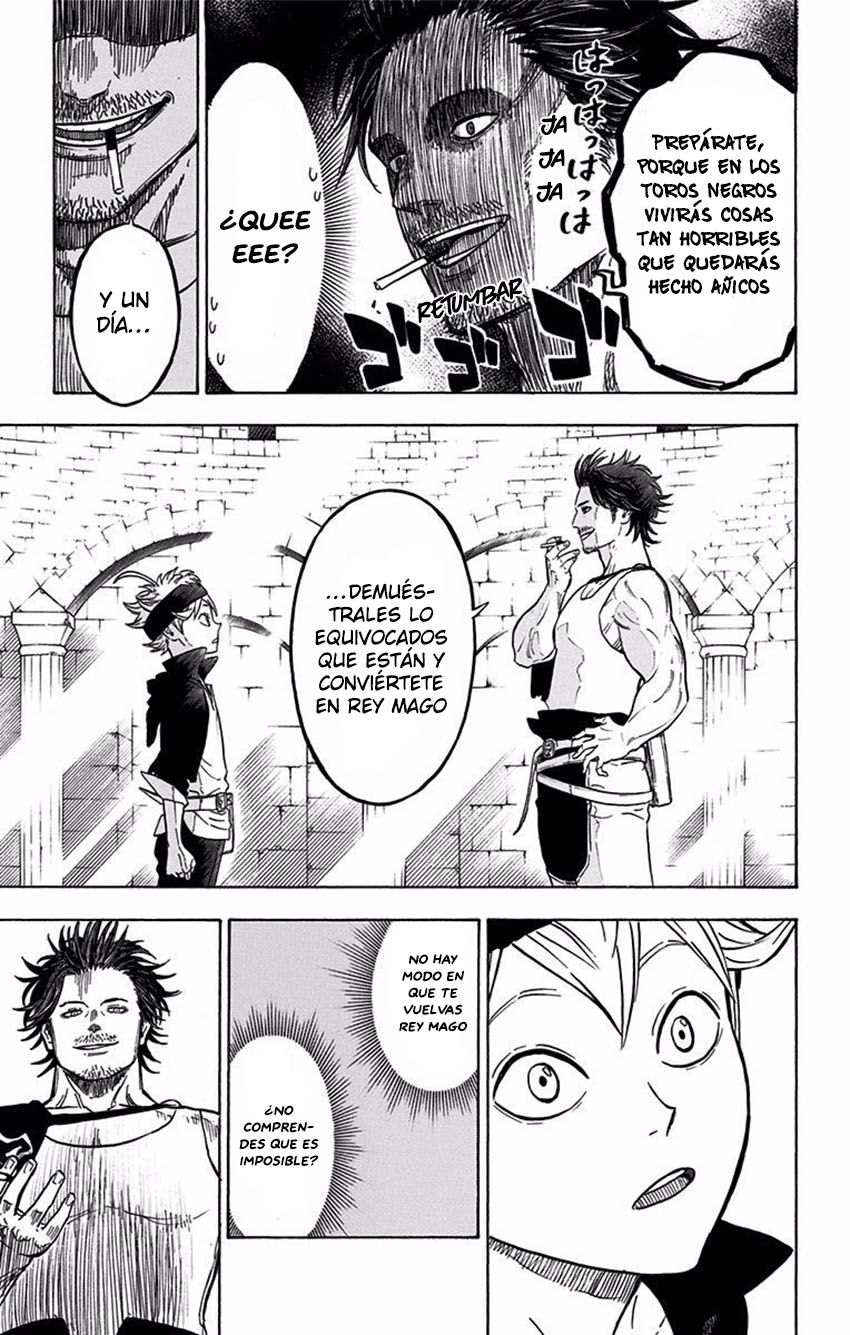 PREPÁRATE,
PORQUE EN LOS
TOROS NEGROS
VIVIRÁS COSAS
TAN HORRIBLES
QUE QUEDARÁS
HECHO AÑICOS
はっはっはっは
JA
JA
JA
RETUMBAR
ゴゴゴ
¿QUEE
EEE?
Y UN
DÍA...
...DEMUÉS-
TRALES LO
EQUIVOCADOS
QUE ESTÁN Y
CONVIÉRTETE
EN REY MAGO
NO HAY
MODO EN
QUE TE
VUELVAS
REY MAGO
¿NO
COMPREN-
DES QUE ES
IMPOSIBLE?